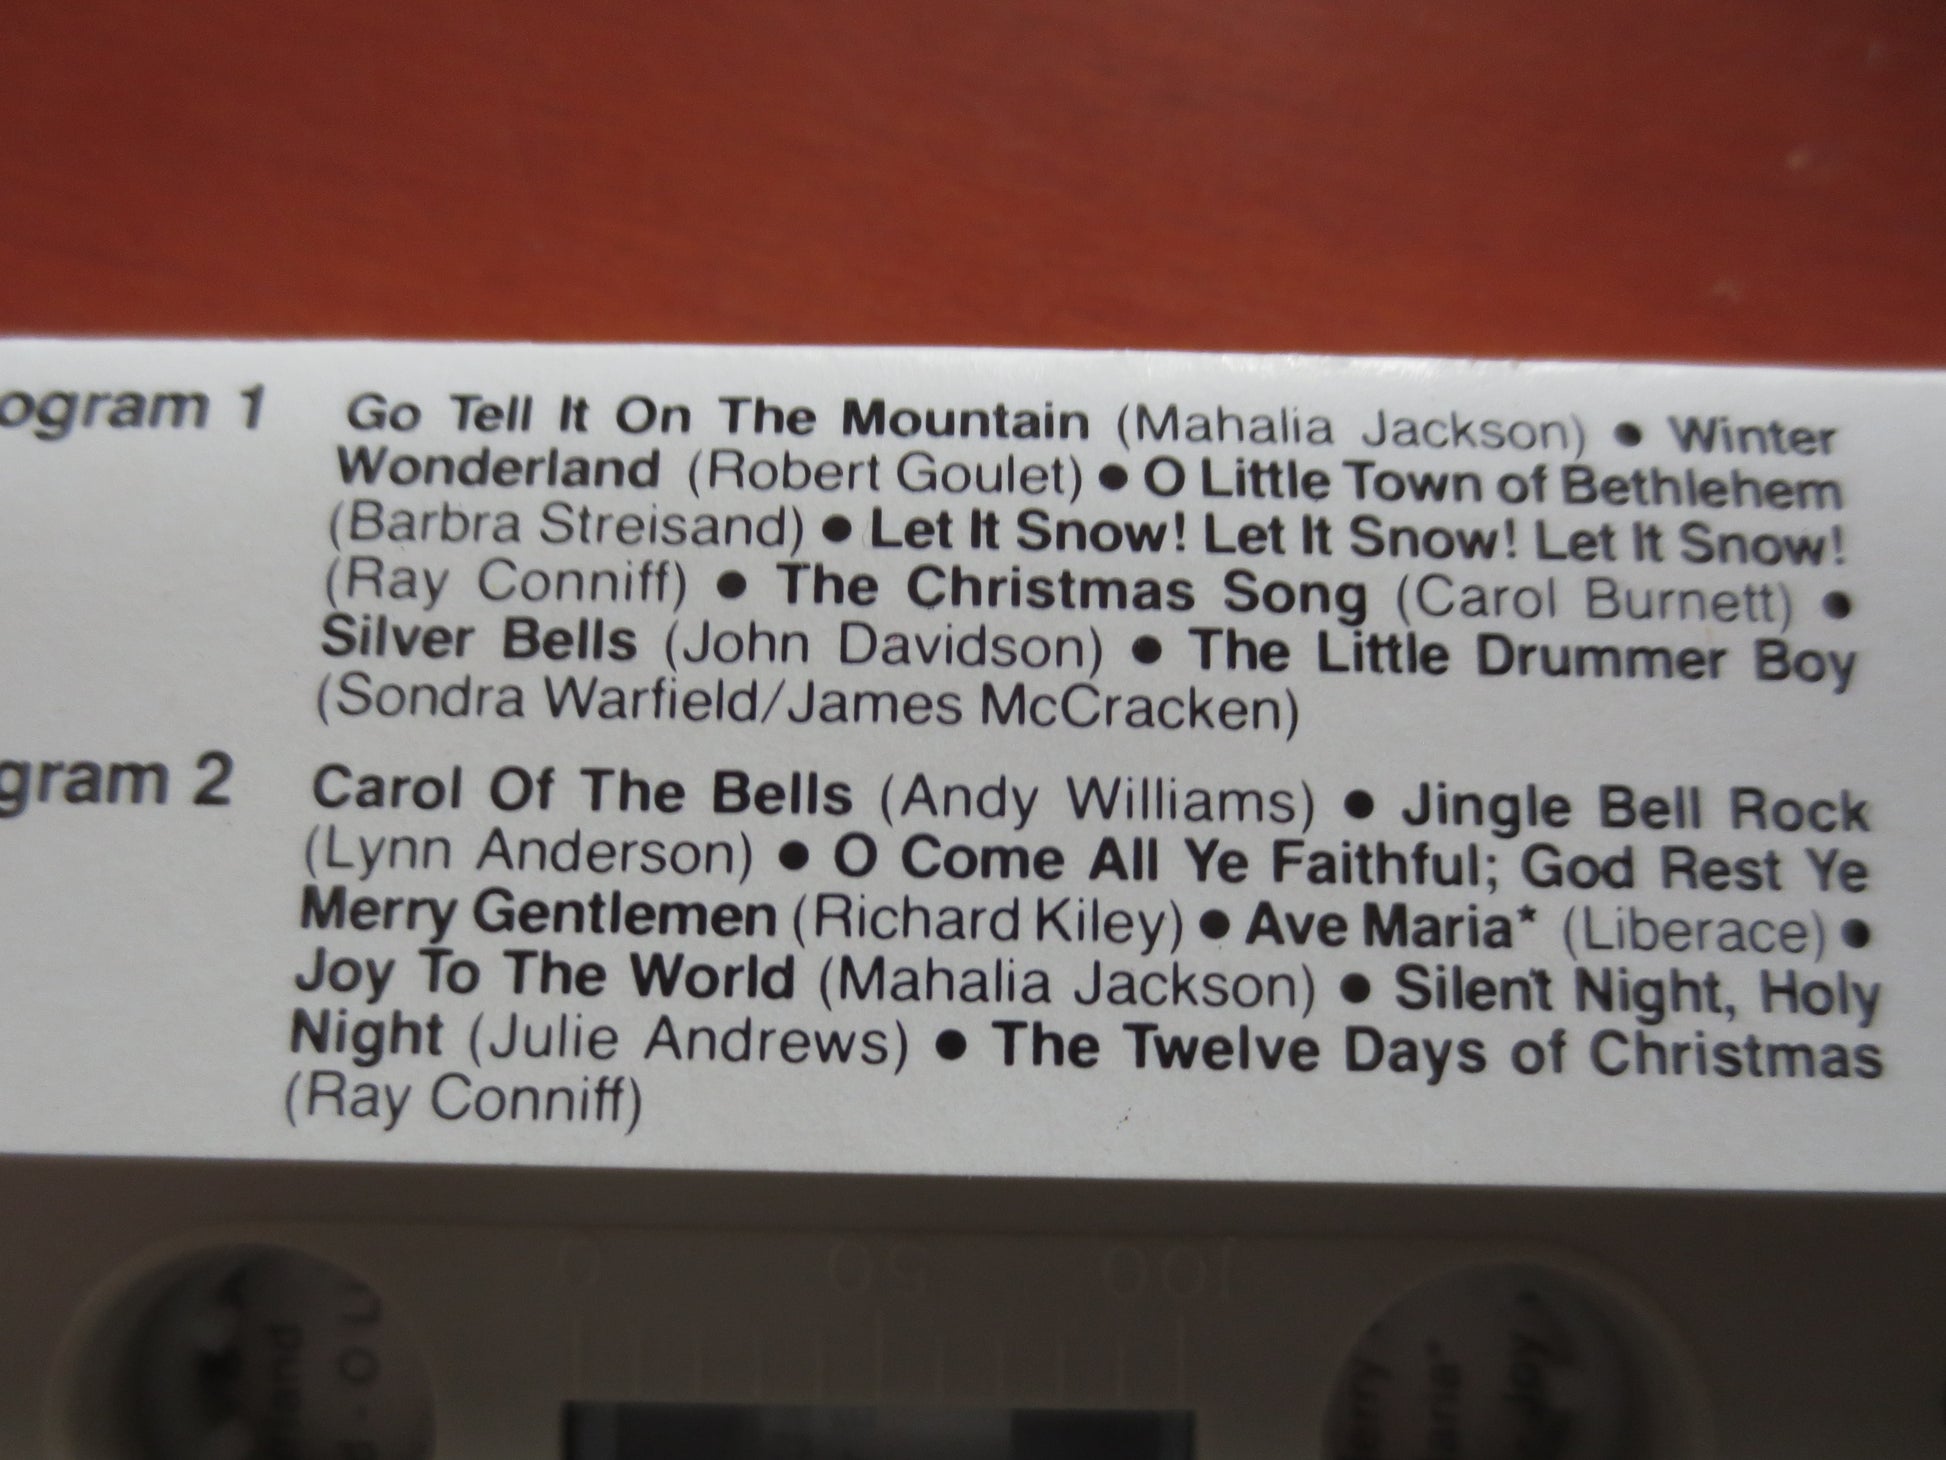 ogram 1 Go Tell It On The Mountain (Mahalia Jackson) ● Winter
Wonderland (Robert Goulet) ● O Little Town of Bethlehem
(Barbra Streisand) ● Let It Snow! Let It Snow! Let It Snow!
(Ray Conniff) ● The Christmas Song (Carol Burnett) ●
Silver Bells (John Davidson) ● The Little Drummer Boy
(Sondra Warfield/James McCracken)
gram 2 Carol Of The Bells (Andy Williams) ● Jingle Bell Rock
(Lynn Anderson) ● O Come All Ye Faithful; God Rest Ye
Merry Gentlemen (Richard Kiley) ● Ave Maria* (Liberace) ●
Joy To The World (Mahalia Jackson) ● Silent Night, Holy
Night (Julie Andrews) ● The Twelve Days of Christmas
(Ray Conniff)
0 50 100